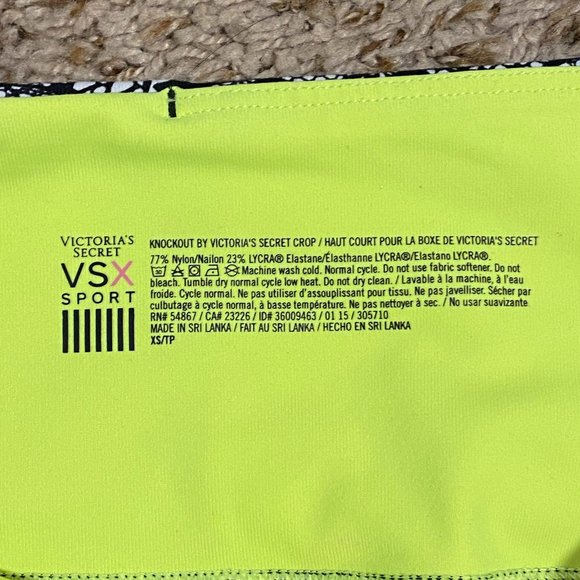 VICTORIA'S
SECRET
VSX
SPORT
KNOCKOUT BY VICTORIA'S SECRET CROP / HAUT COURT POUR LA BOXE DE VICTORIA'S SECRET
77% Nylon/Nailon 23% LYCRA® Elastane/Élasthanne LYCRA®/Elastano LYCRA®.
Machine wash cold. Normal cycle. Do not use fabric softener. Do not
bleach. Tumble dry normal cycle low heat. Do not dry clean. / Lavable à la machine, à l'eau
froide. Cycle normal. Ne pas utiliser d'assouplissant pour tissu. Ne pas javelliser. Sécher par
culbutage à cycle normal, à basse température. Ne pas nettoyer à sec. / No usar suavizante
RN# 54867 / CA# 23226 / ID# 36009463 / 01 15 / 305710
MADE IN SRI LANKA / FAIT AU SRI LANKA / HECHO EN SRI LANKA
XS/TP